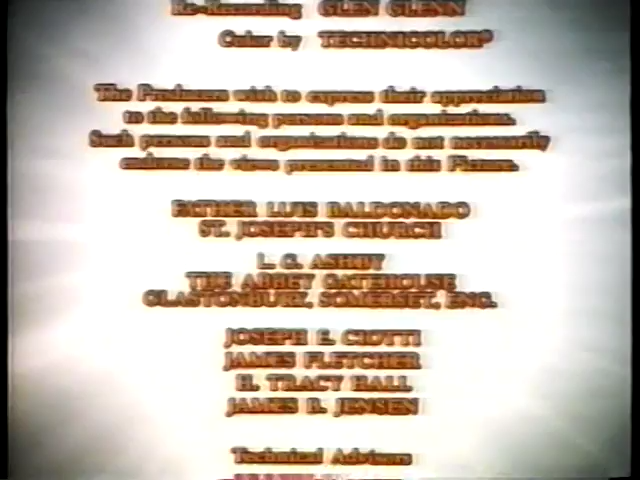 Re-Recording GLEN GLENN
Color by TECHNICOLOR®
The Producers wish to express their appreciation
to the following persons and organizations.
Such persons and organizations do not necessarily
endorse the views presented in this Picture.
FATHER LUIS BALDONADO
ST. JOSEPH'S CHURCH
L. G. ASHBY
THE ABBEY GATEHOUSE
GLASTONBURY, SOMERSET, ENG.
JOSEPH L. CIOTTI
JAMES FLETCHER
H. TRACY HALL
JAMES B. JENSEN
Technical Advisors